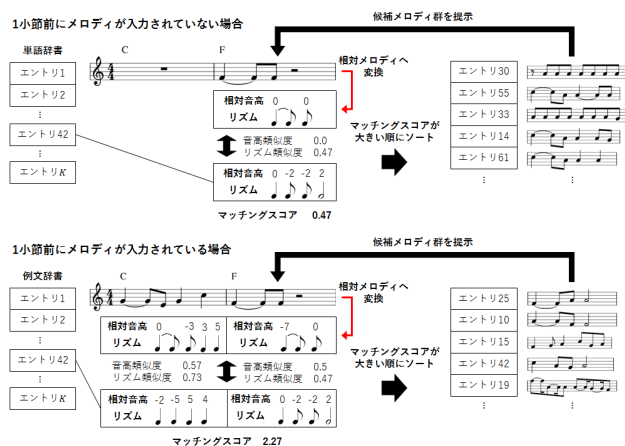 1小節前にメロディが入力されていない場合
候補メロディ群を提示
単語辞書
C
F
エントリ1
エントリ2
⋮
エントリ42
⋮
エントリK
相対メロディへ
変換
相対音高 0 0
リズム
音高類似度 0.0
リズム類似度 0.47
マッチングスコアが
大きい順にソート
相対音高 0 -2 -2 2
リズム
マッチングスコア 0.47
エントリ30
エントリ55
エントリ33
エントリ14
エントリ61
⋮
⋮
1小節前にメロディが入力されている場合
候補メロディ群を提示
例文辞書
C
F
エントリ1
エントリ2
⋮
エントリ42
⋮
エントリK
相対メロディへ
変換
相対音高 0 -3 3 5
リズム
相対音高 -7 0
リズム
音高類似度 0.57
リズム類似度 0.73
音高類似度 0.5
リズム類似度 0.47
マッチングスコアが
大きい順にソート
相対音高 -2 -5 5 4
リズム
相対音高 0 -2 -2 2
リズム
マッチングスコア 2.27
エントリ25
エントリ10
エントリ15
エントリ42
エントリ19
⋮
⋮